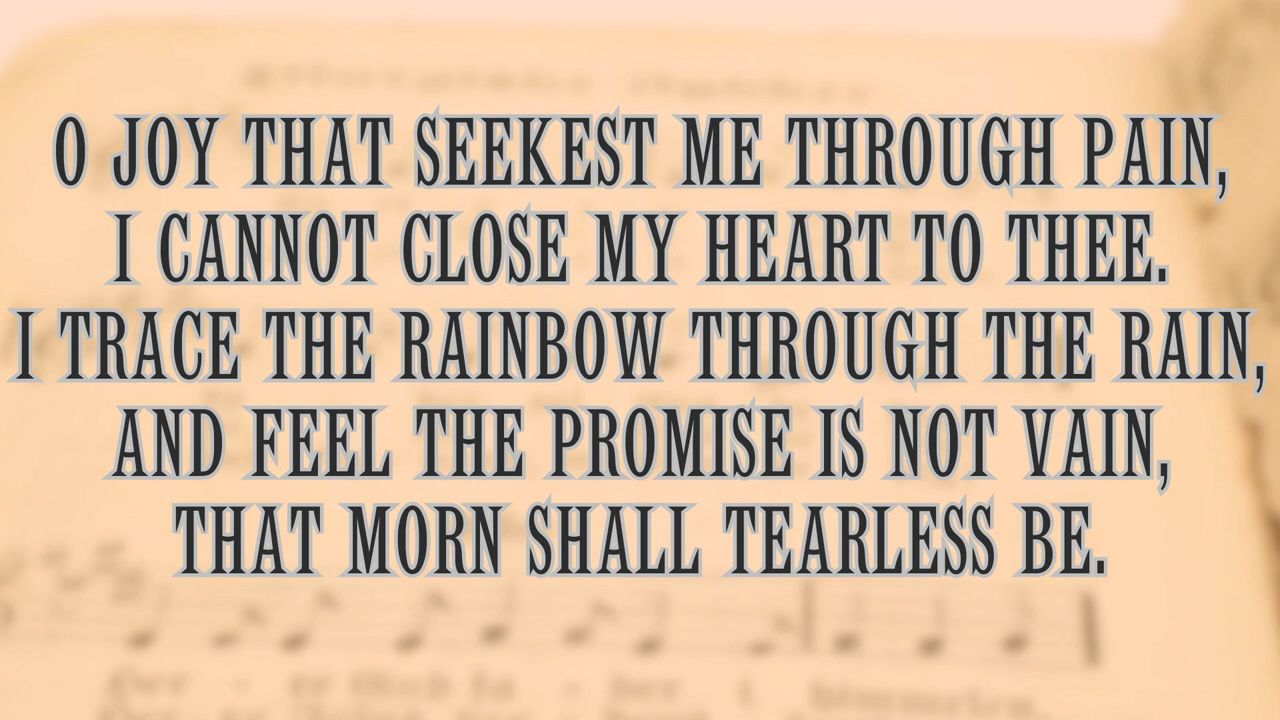 O JOY THAT SEEKEST ME THROUGH PAIN,
I CANNOT CLOSE MY HEART TO THEE.
I TRACE THE RAINBOW THROUGH THE RAIN,
AND FEEL THE PROMISE IS NOT VAIN,
THAT MORN SHALL TEARLESS BE.